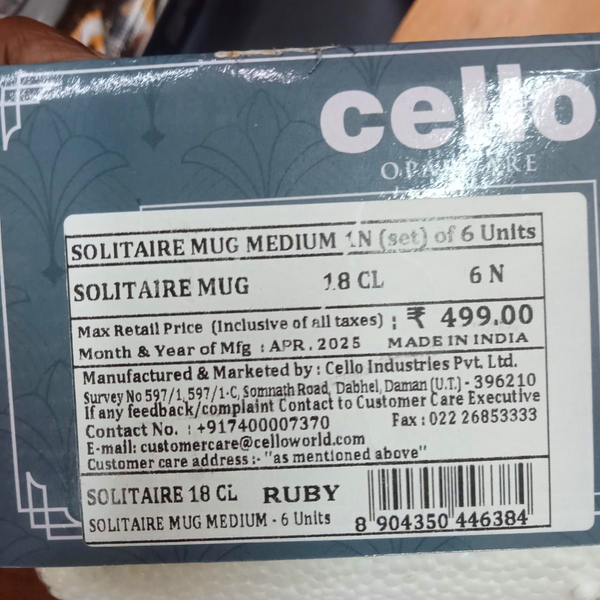 cello
OPALWARE
SOLITAIRE MUG MEDIUM 1N (set) of 6 Units
SOLITAIRE MUG 18 CL 6 N
Max Retail Price (Inclusive of all taxes) : ₹ 499.00
Month & Year of Mfg : APR. 2025 MADE IN INDIA
Manufactured & Marketed by : Cello Industries Pvt. Ltd.
Survey No 597/1, 597/1-C, Somnath Road, Dabhel, Daman (U.T.) - 396210
If any feedback/complaint Contact to Customer Care Executive
Contact No. : +917400007370 Fax : 022 26853333
E-mail: customercare@celloworld.com
Customer care address :- "as mentioned above"
SOLITAIRE 18 CL RUBY
SOLITAIRE MUG MEDIUM - 6 Units
8 904350 446384